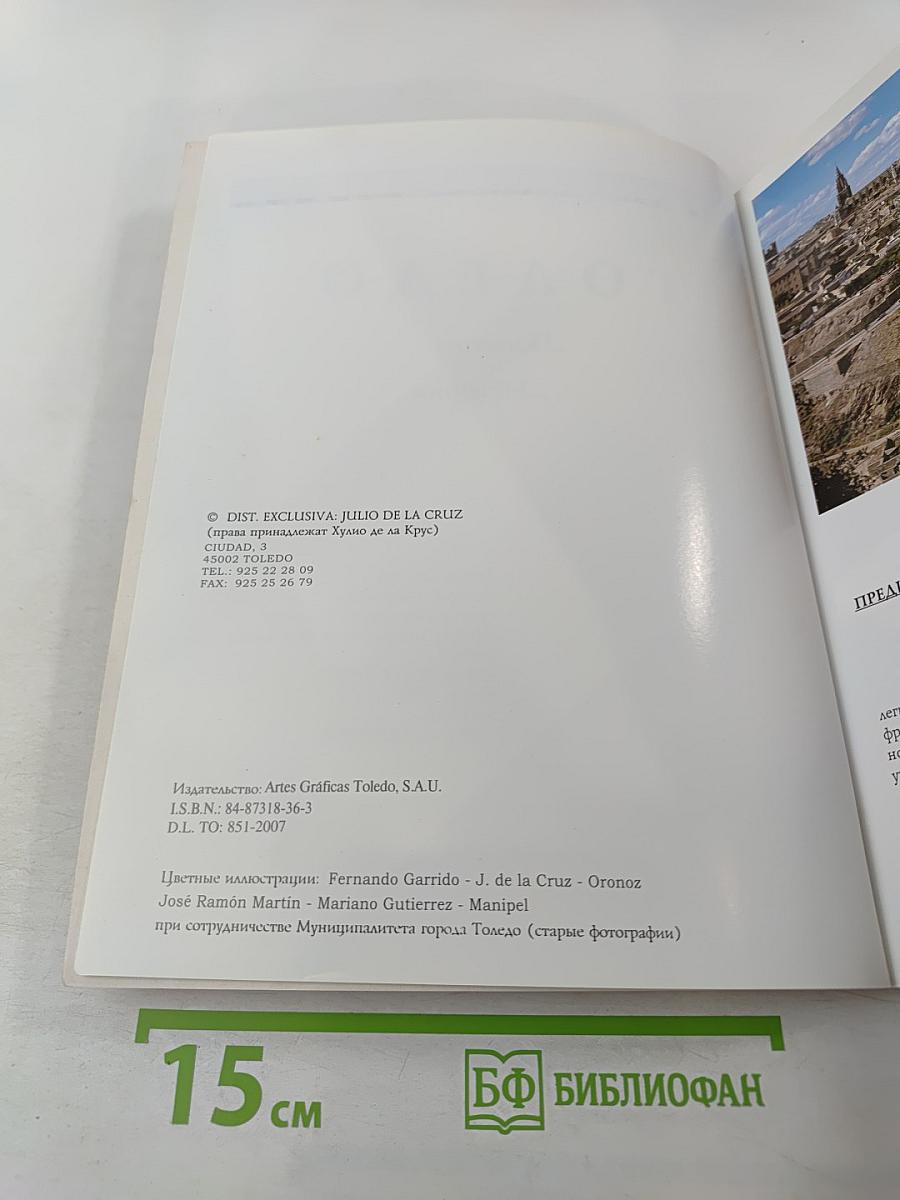 © DIST. EXCLUSIVA: JULIO DE LA CRUZ
(права принадлежат Хулио де ла Крус)
CIUDAD, 3
45002 TOLEDO
TEL.: 925 22 28 09
FAX: 925 25 26 79
Издательство: Artes Gráficas Toledo, S.A.U.
I.S.B.N.: 84-87318-36-3
D.L. TO: 851-2007
Цветные иллюстрации: Fernando Garrido - J. de la Cruz - Oronoz
José Ramón Martín - Mariano Gutierrez - Manipel
при сотрудничестве Муниципалитета города Толедо (старые фотографии)
15 см
БФ БИБЛИОФАН